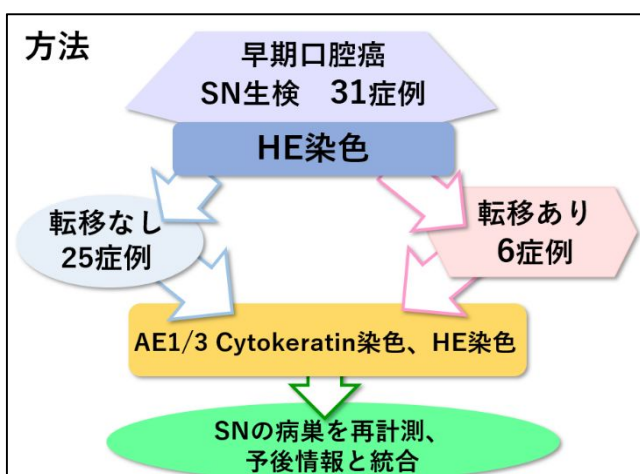 方法
早期口腔癌
SN生検　31症例
HE染色
転移なし
25症例
転移あり
6症例
AE1/3 Cytokeratin染色、HE染色
SNの病巣を再計測、
予後情報と統合